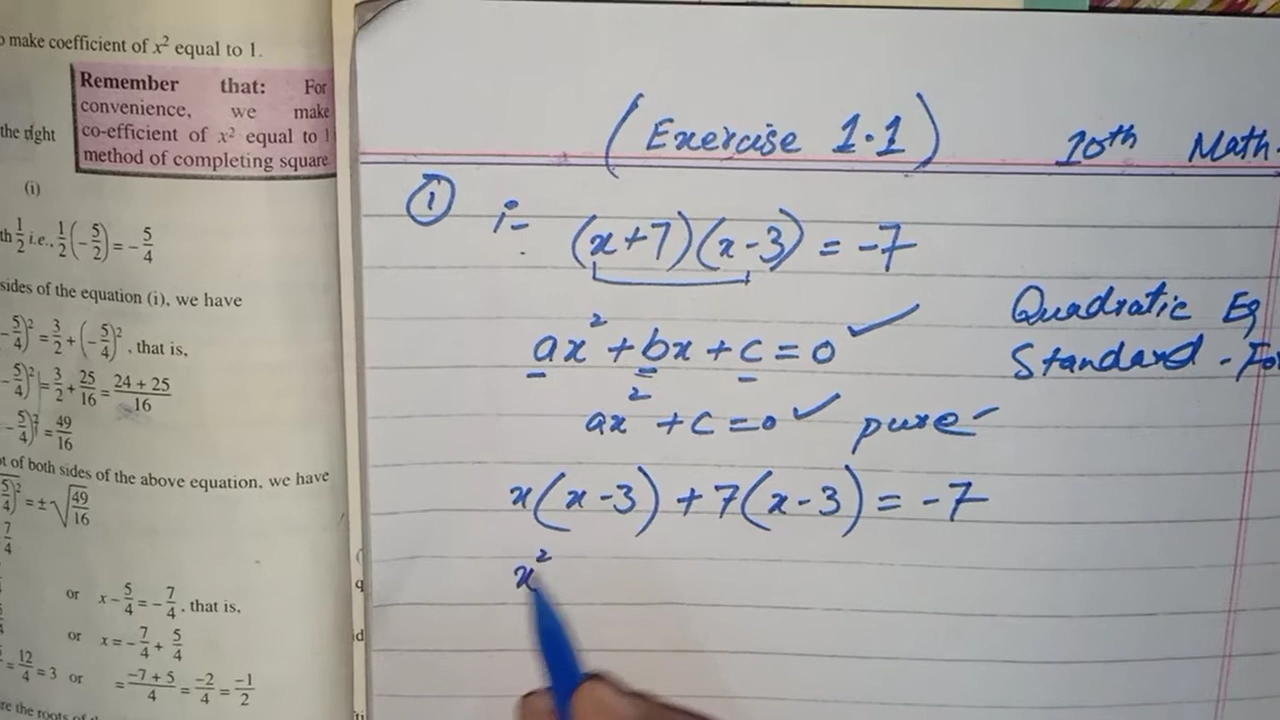 make coefficient of x² equal to 1.
Remember that: For
convenience, we make
the right
co-efficient of x² equal to 1
method of completing square
(i)
th 1/2 i.e., 1/2(-5/2) = -5/4
sides of the equation (i), we have
-5/4)² = 3/2 + (-5/4)², that is,
-5/4)² = 3/2 + 25/16 = 24 + 25/16
-5/4)² = 49/16
of both sides of the above equation, we have
5/4)² = ±√49/16
7/4
or x - 5/4 = -7/4, that is,
or x = -7/4 + 5/4
= 12/4 = 3 or = -7 + 5/4 = -2/4 = -1/2
re the roots of
(Exercise 1.1) 10th Math.
① i- (x+7)(x-3) = -7
ax² + bx + c = 0 ✓ Quadratic Eq
Standard - Fo
ax² + c = 0 ✓ pure
x(x-3) + 7(x-3) = -7
x²